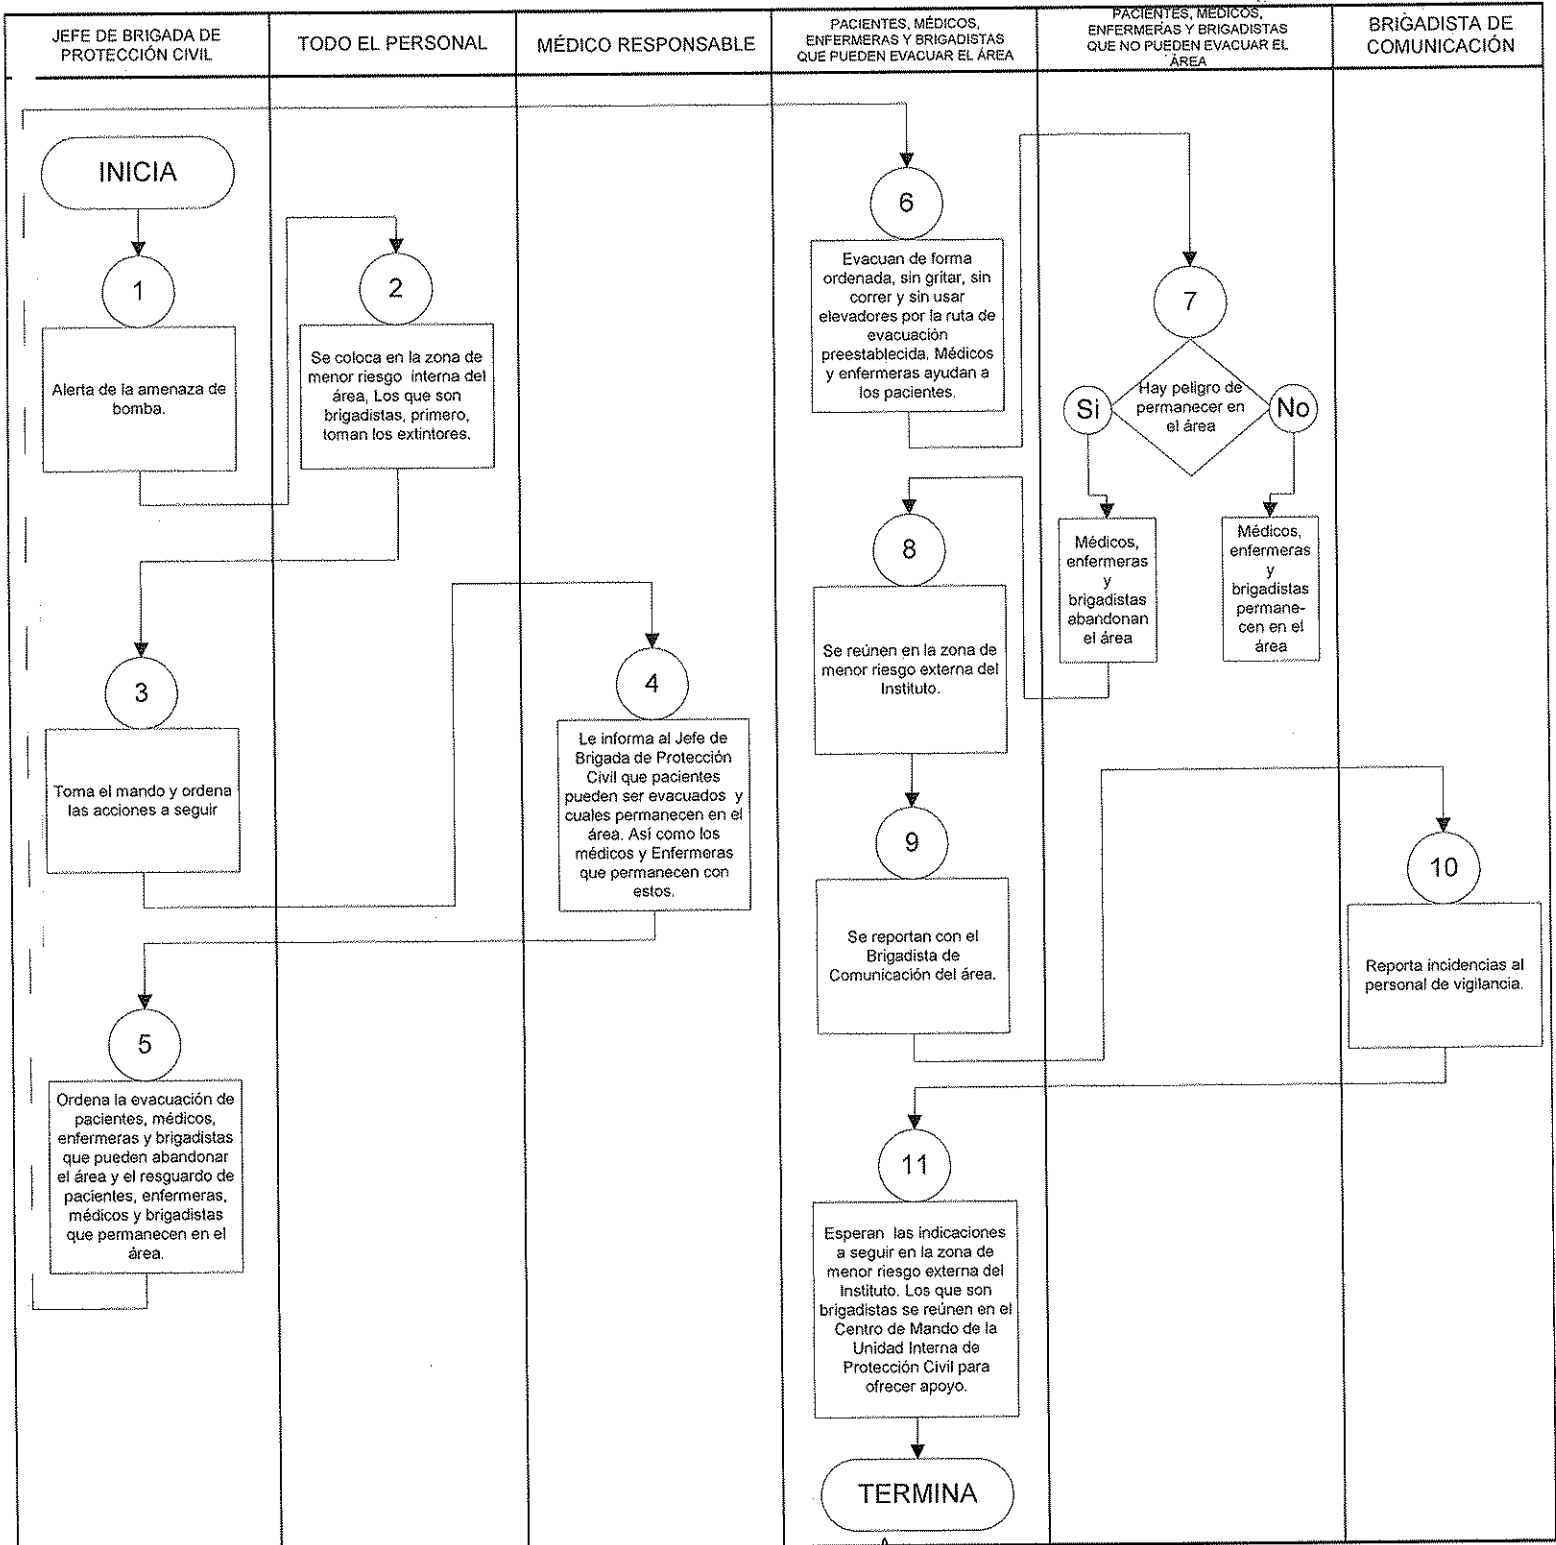 JEFE DE BRIGADA DE
PROTECCIÓN CIVIL
TODO EL PERSONAL
MÉDICO RESPONSABLE
PACIENTES, MÉDICOS,
ENFERMERAS Y BRIGADISTAS
QUE PUEDEN EVACUAR EL ÁREA
PACIENTES, MÉDICOS,
ENFERMERAS Y BRIGADISTAS
QUE NO PUEDEN EVACUAR EL
ÁREA
BRIGADISTA DE
COMUNICACIÓN
INICIA
1
Alerta de la amenaza de
bomba.
2
Se coloca en la zona de
menor riesgo interna del
área, Los que son
brigadistas, primero,
toman los extintores.
3
Toma el mando y ordena
las acciones a seguir
4
Le informa al Jefe de
Brigada de Protección
Civil que pacientes
pueden ser evacuados y
cuales permanecen en el
área. Así como los
médicos y Enfermeras
que permanecen con
estos.
5
Ordena la evacuación de
pacientes, médicos,
enfermeras y brigadistas
que pueden abandonar
el área y el resguardo de
pacientes, enfermeras,
médicos y brigadistas
que permanecen en el
área.
6
Evacuan de forma
ordenada, sin gritar, sin
correr y sin usar
elevadores por la ruta de
evacuación
preestablecida. Médicos
y enfermeras ayudan a
los pacientes.
7
Hay peligro de
permanecer en
el área
Si
No
Médicos,
enfermeras
y
brigadistas
abandonan
el área
Médicos,
enfermeras
y
brigadistas
permane-
cen en el
área
8
Se reúnen en la zona de
menor riesgo externa del
Instituto.
9
Se reportan con el
Brigadista de
Comunicación del área.
10
Reporta incidencias al
personal de vigilancia.
11
Esperan las indicaciones
a seguir en la zona de
menor riesgo externa del
Instituto. Los que son
brigadistas se reúnen en el
Centro de Mando de la
Unidad Interna de
Protección Civil para
ofrecer apoyo.
TERMINA